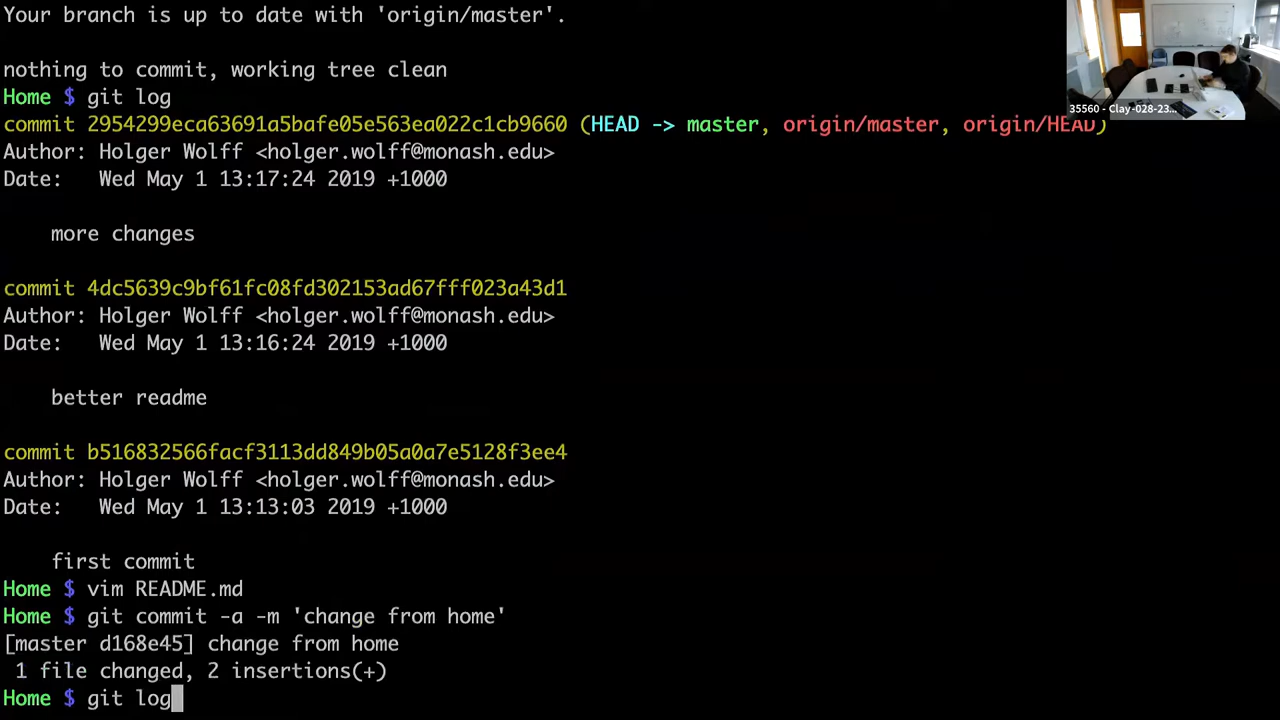 Your branch is up to date with 'origin/master'.
nothing to commit, working tree clean
Home $ git log
commit 2954299eca63691a5bafe05e563ea022c1cb9660 (HEAD -> master, origin/master, origin/HEAD)
Author: Holger Wolff <holger.wolff@monash.edu>
Date:   Wed May 1 13:17:24 2019 +1000
more changes
commit 4dc5639c9bf61fc08fd302153ad67fff023a43d1
Author: Holger Wolff <holger.wolff@monash.edu>
Date:   Wed May 1 13:16:24 2019 +1000
better readme
commit b516832566facf3113dd849b05a0a7e5128f3ee4
Author: Holger Wolff <holger.wolff@monash.edu>
Date:   Wed May 1 13:13:03 2019 +1000
first commit
Home $ vim README.md
Home $ git commit -a -m 'change from home'
[master d168e45] change from home
1 file changed, 2 insertions(+)
Home $ git log
35560 - Clay-028-23...